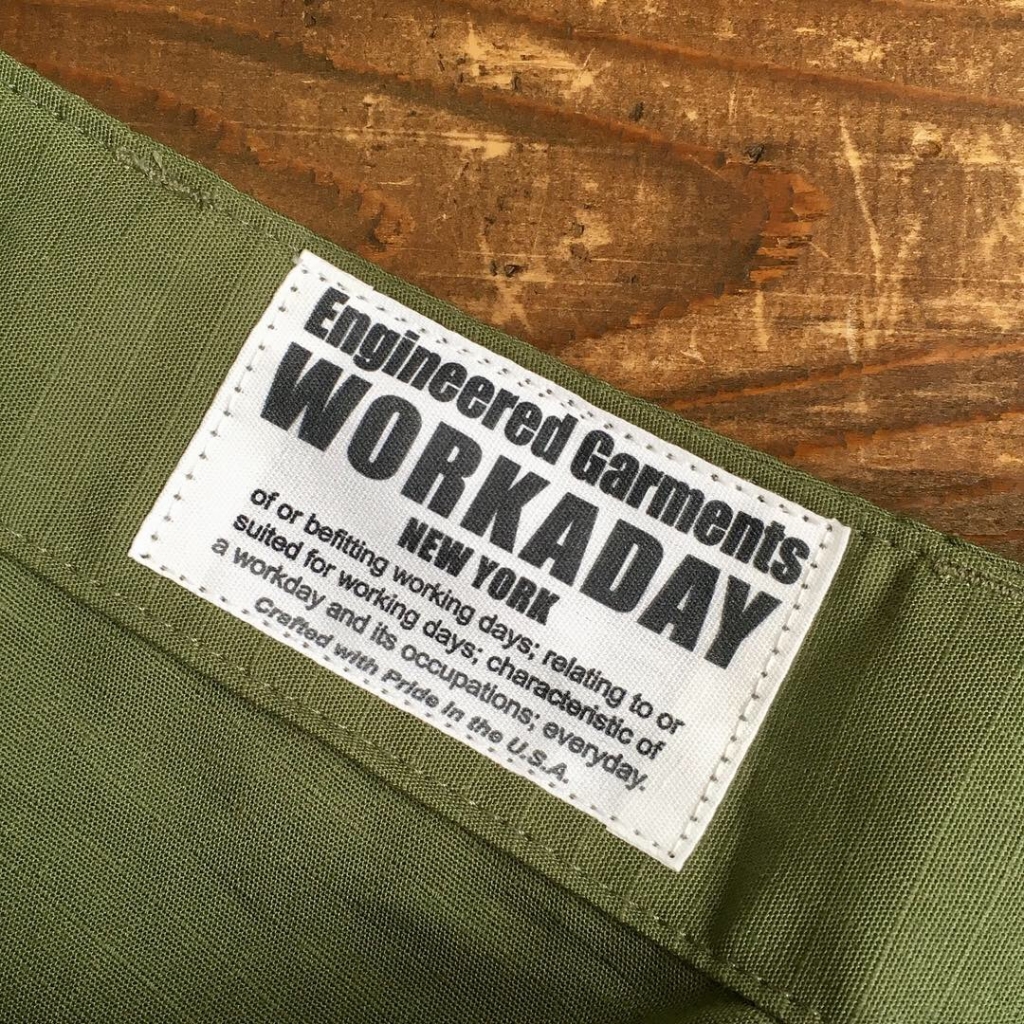 Engineered Garments
WORKADAY
NEW YORK
of or befitting working days; relating to or
suited for working days; characteristic of
a workday and its occupations; everyday.
Crafted with Pride in the U.S.A.